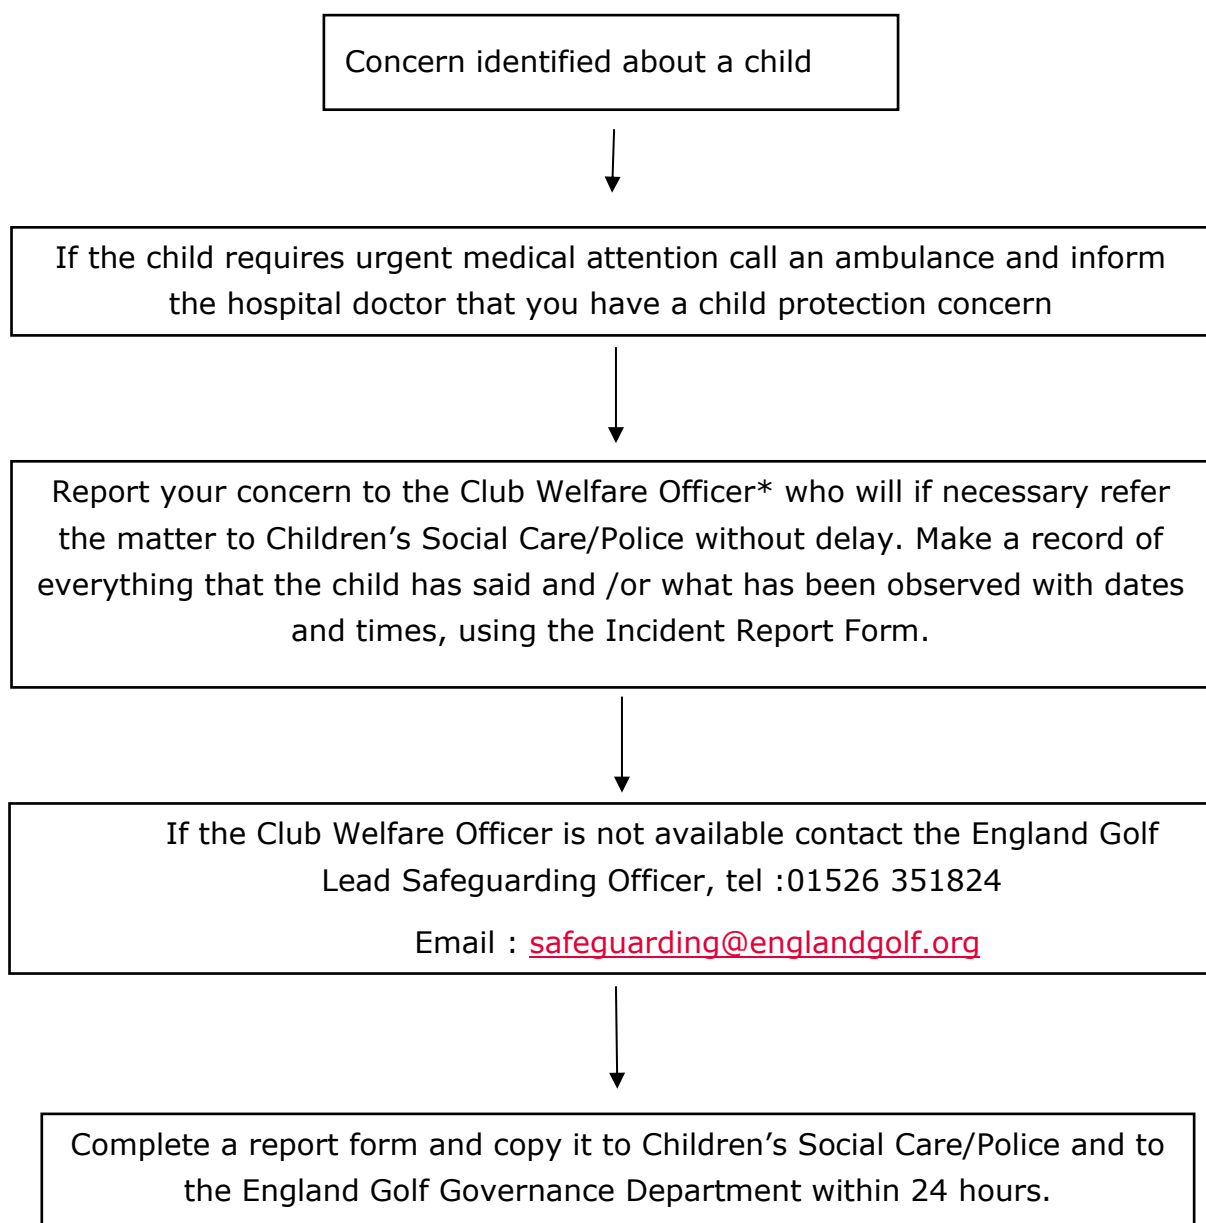 Concern identified about a child
If the child requires urgent medical attention call an ambulance and inform
the hospital doctor that you have a child protection concern
Report your concern to the Club Welfare Officer* who will if necessary refer
the matter to Children’s Social Care/Police without delay. Make a record of
everything that the child has said and /or what has been observed with dates
and times, using the Incident Report Form.
If the Club Welfare Officer is not available contact the England Golf
Lead Safeguarding Officer, tel :01526 351824
Email : safeguarding@englandgolf.org
Complete a report form and copy it to Children’s Social Care/Police and to
the England Golf Governance Department within 24 hours.